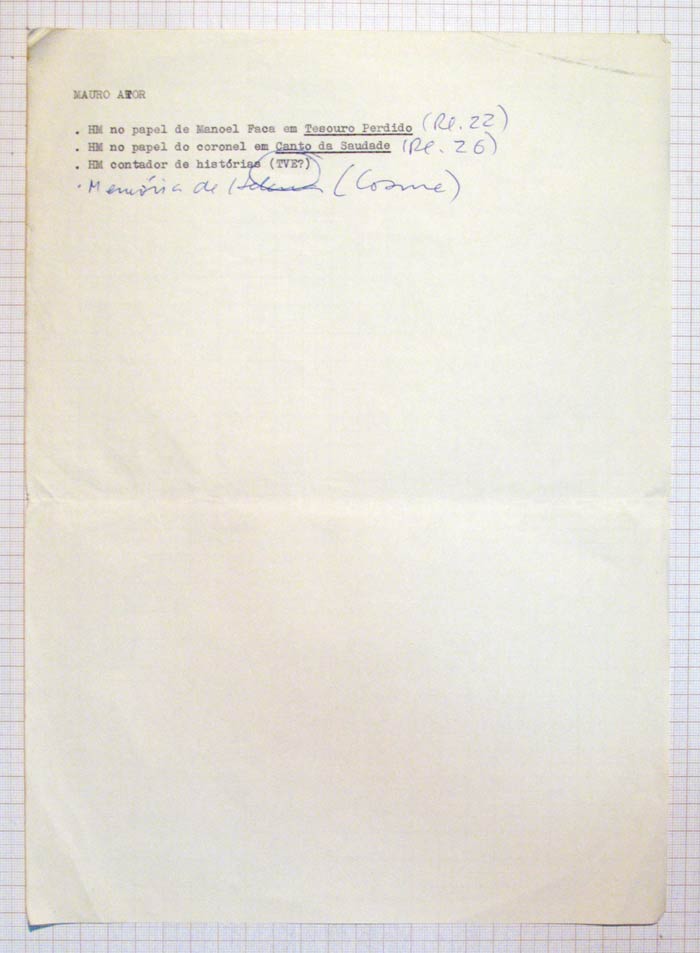 MAURO ATOR
. HM no papel de Manoel Faca em Tesouro Perdido (Rl. 22)
. HM no papel do coronel em Canto da Saudade (Rl. 26)
. HM contador de histórias (TVE?)
. Memória de Helena (Cosme)